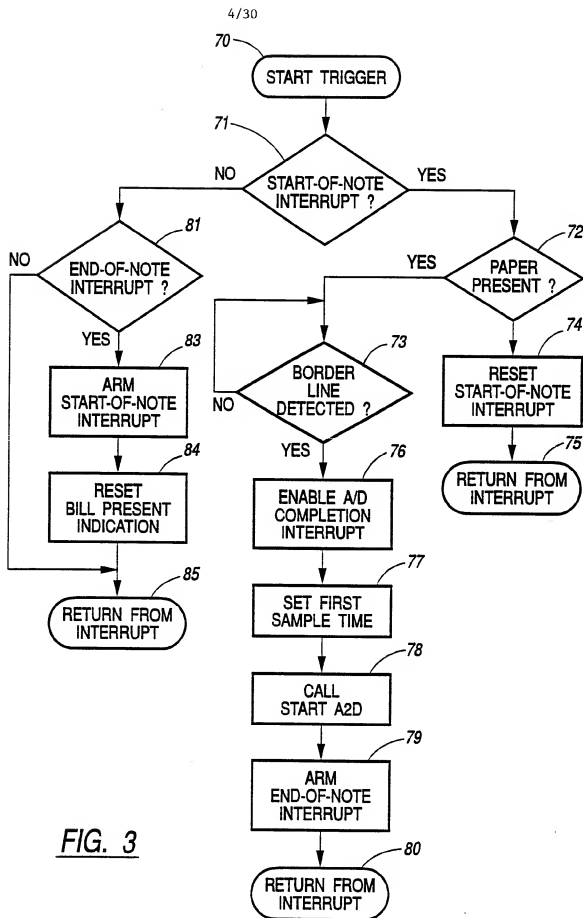 4/30
70
START TRIGGER
71
NO
START-OF-NOTE
INTERRUPT ?
YES
81
NO
END-OF-NOTE
INTERRUPT ?
YES
72
YES
PAPER
PRESENT ?
83
ARM
START-OF-NOTE
INTERRUPT
73
BORDER
LINE
DETECTED ?
NO
YES
74
RESET
START-OF-NOTE
INTERRUPT
84
RESET
BILL PRESENT
INDICATION
76
ENABLE A/D
COMPLETION
INTERRUPT
75
RETURN FROM
INTERRUPT
85
RETURN FROM
INTERRUPT
77
SET FIRST
SAMPLE TIME
78
CALL
START A2D
79
ARM
END-OF-NOTE
INTERRUPT
80
RETURN FROM
INTERRUPT
FIG. 3